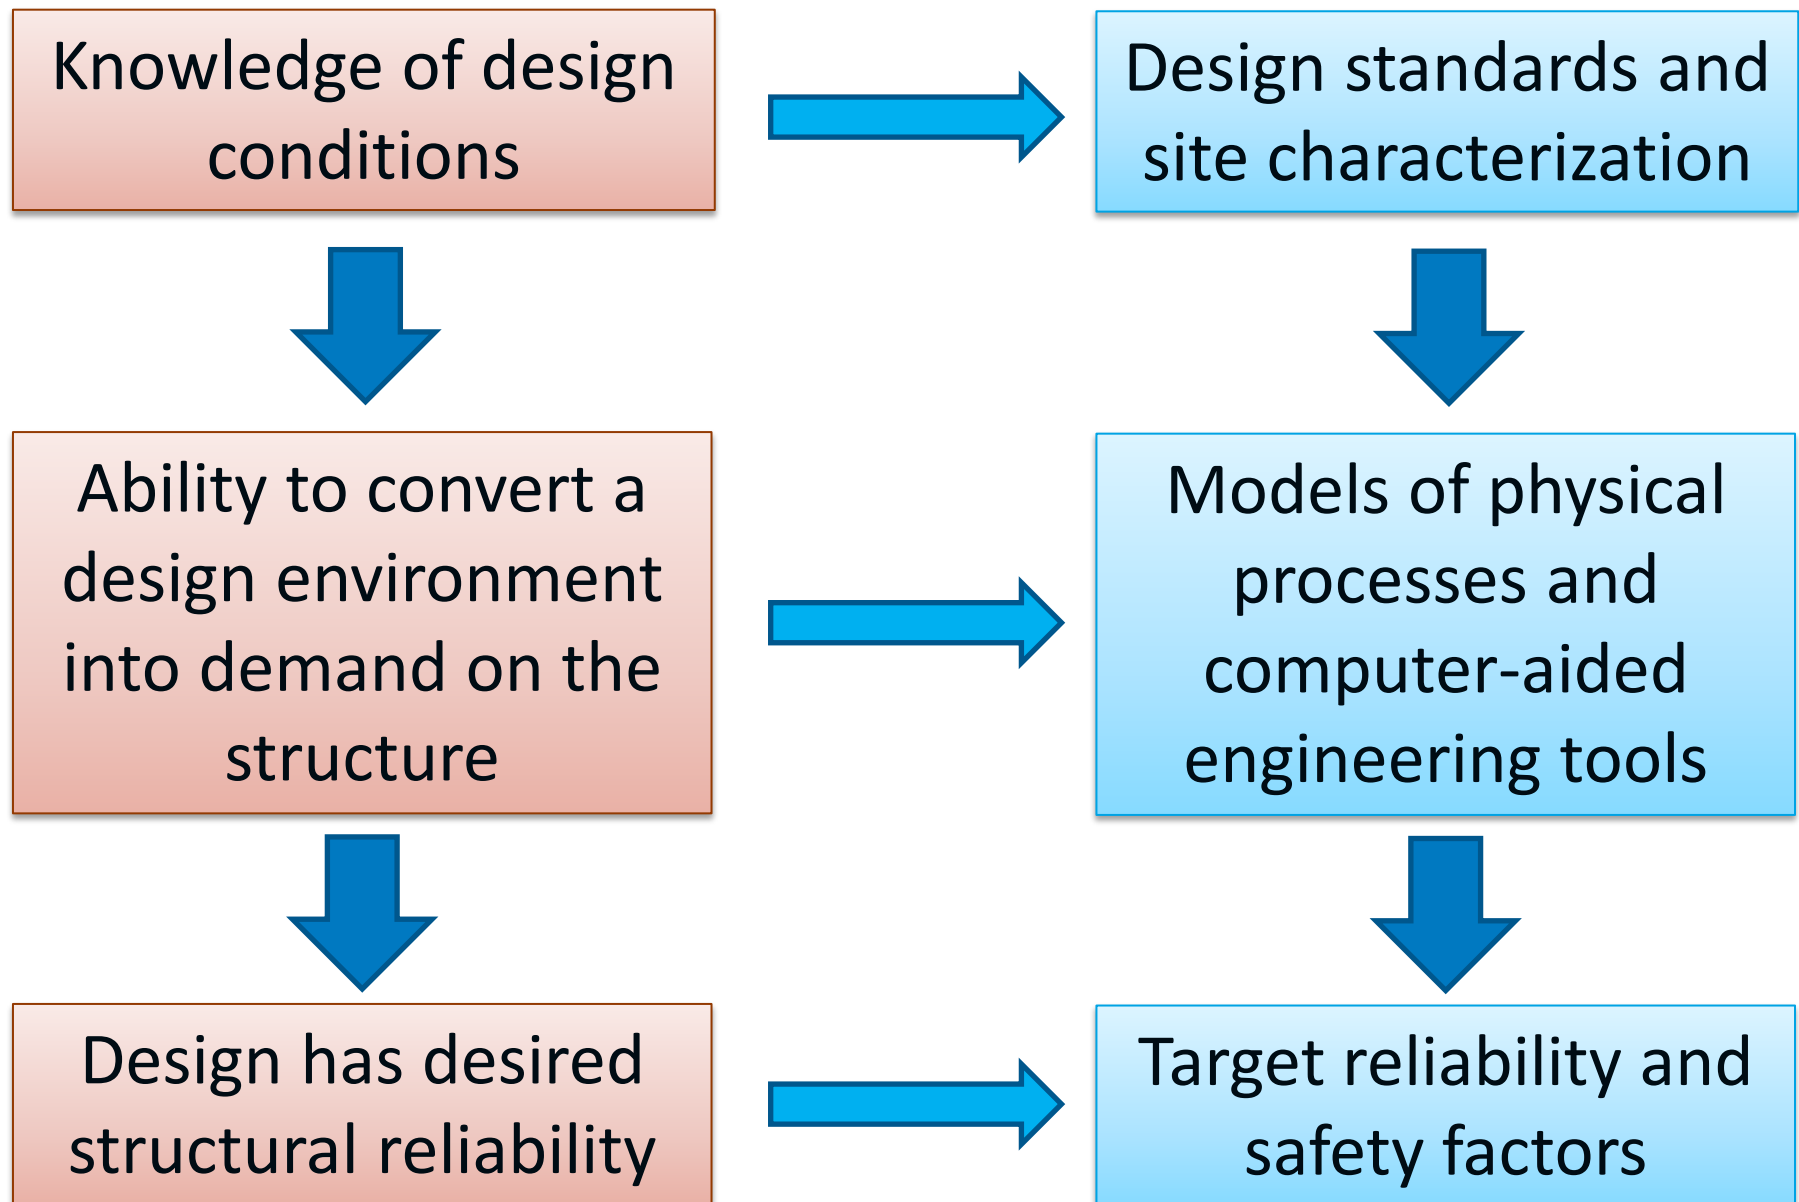 Knowledge of design
conditions
Design standards and
site characterization
Ability to convert a
design environment
into demand on the
structure
Models of physical
processes and
computer-aided
engineering tools
Design has desired
structural reliability
Target reliability and
safety factors